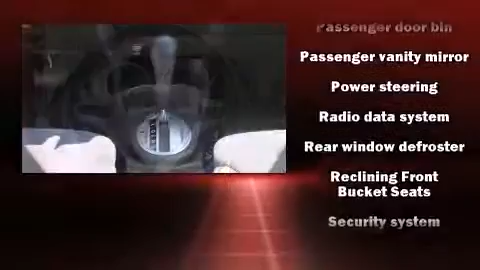 Passenger door bin
Passenger vanity mirror
Power steering
Radio data system
Rear window defroster
Reclining Front
Bucket Seats
Security system